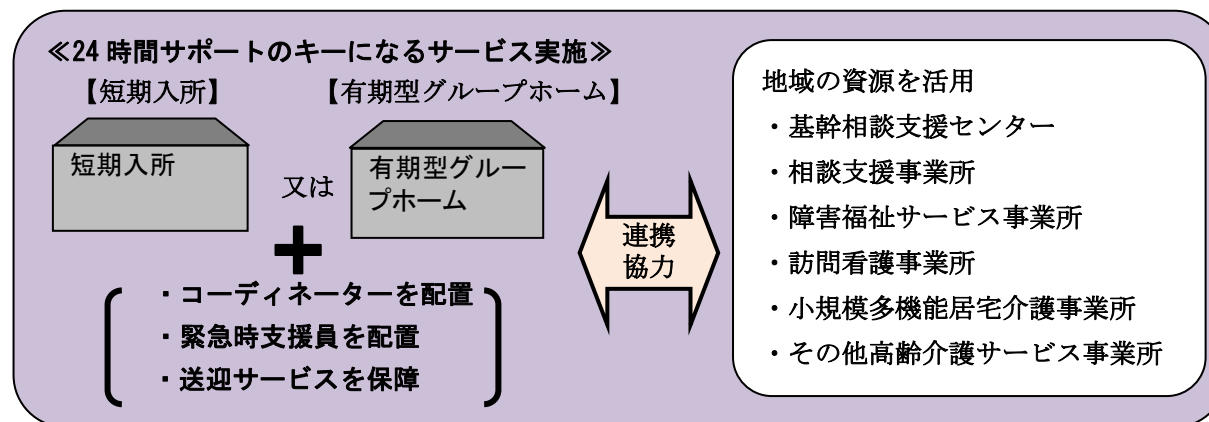 ≪24 時間サポートのキーになるサービス実施≫
【短期入所】
【有期型グループホーム】
短期入所
又は
有期型グルー
プホーム
・コーディネーターを配置
・緊急時支援員を配置
・送迎サービスを保障
連携
協力
地域の資源を活用
・基幹相談支援センター
・相談支援事業所
・障害福祉サービス事業所
・訪問看護事業所
・小規模多機能居宅介護事業所
・その他高齢介護サービス事業所